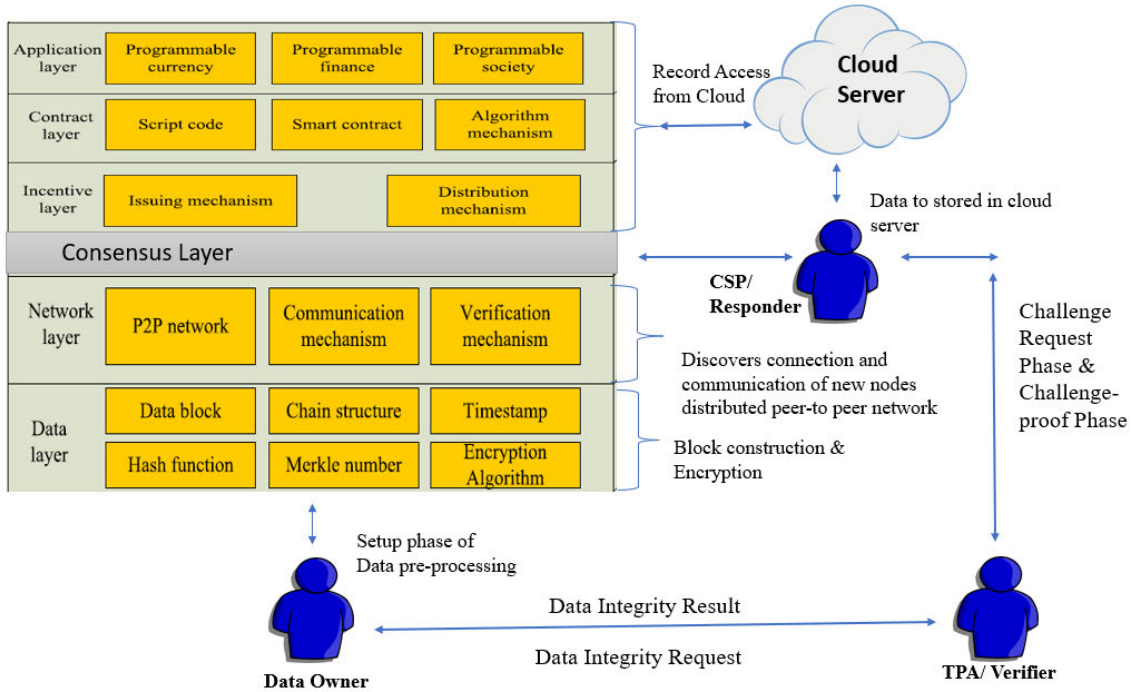 Application
layer
Programmable
currency
Programmable
finance
Programmable
society
Contract
layer
Script code
Smart contract
Algorithm
mechanism
Incentive
layer
Issuing mechanism
Distribution
mechanism
Consensus Layer
Network
layer
P2P network
Communication
mechanism
Verification
mechanism
Data
layer
Data block
Chain structure
Timestamp
Hash function
Merkle number
Encryption
Algorithm
Record Access
from Cloud
Cloud
Server
Data to stored in cloud
server
CSP/
Responder
Discovers connection and
communication of new nodes
distributed peer-to peer network
Block construction &
Encryption
Challenge
Request
Phase &
Challenge-
proof Phase
Setup phase of
Data pre-processing
Data Integrity Result
Data Integrity Request
Data Owner
TPA/ Verifier